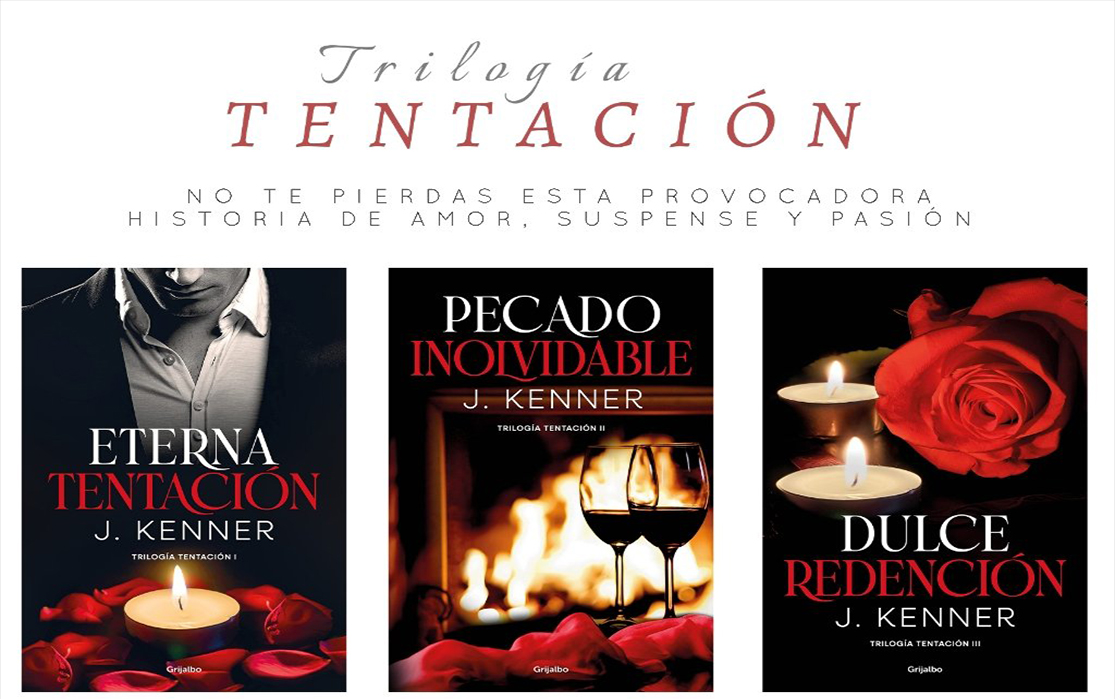 Trilogía
TENTACIÓN
NO TE PIERDAS ESTA PROVOCADORA
HISTORIA DE AMOR, SUSPENSE Y PASIÓN
ETERNA
TENTACIÓN
J. KENNER
TRILOGÍA TENTACIÓN I
Grijalbo
PECADO
INOLVIDABLE
J. KENNER
TRILOGÍA TENTACIÓN II
Grijalbo
DULCE
REDENCIÓN
J. KENNER
TRILOGÍA TENTACIÓN III
Grijalbo